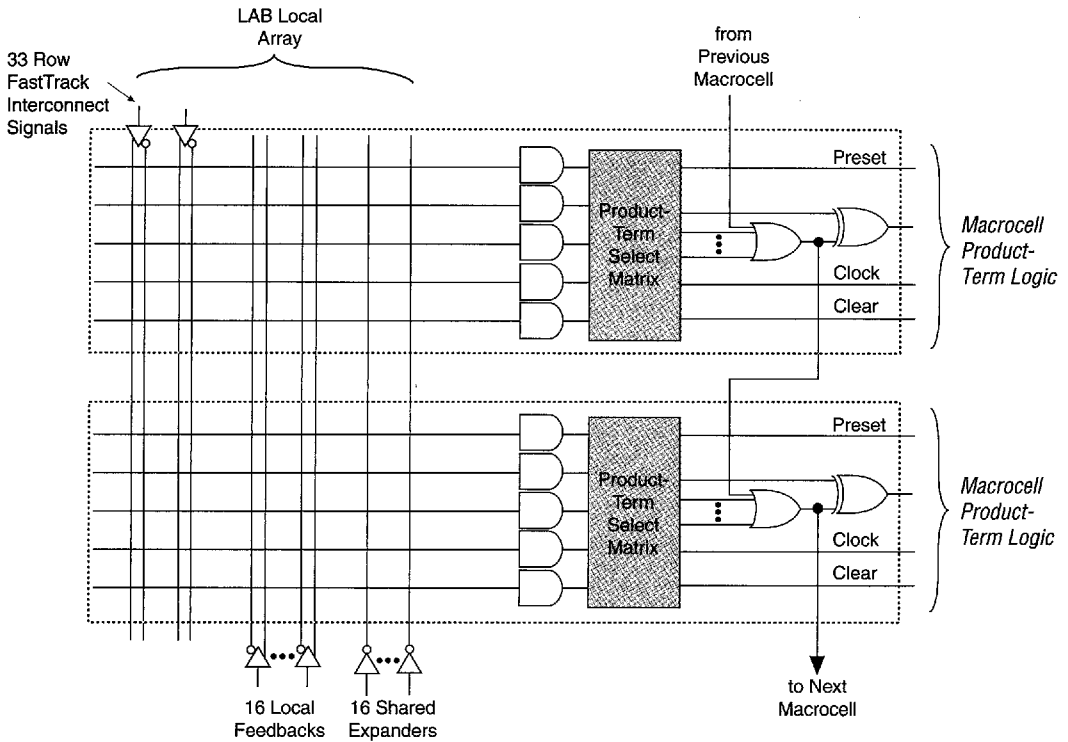 LAB Local
Array
33 Row
FastTrack
Interconnect
Signals
from
Previous
Macrocell
Product-
Term
Select
Matrix
Preset
Clock
Clear
Macrocell
Product-
Term Logic
Product-
Term
Select
Matrix
Preset
Clock
Clear
Macrocell
Product-
Term Logic
16 Local
Feedbacks
16 Shared
Expanders
to Next
Macrocell